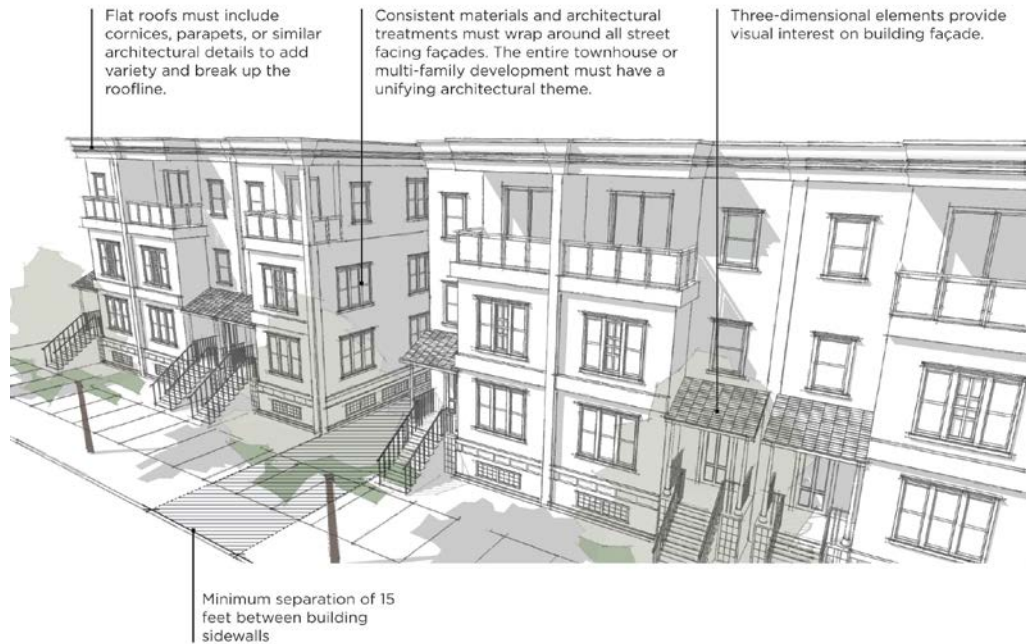 Flat roofs must include
cornices, parapets, or similar
architectural details to add
variety and break up the
roofline.
Consistent materials and architectural
treatments must wrap around all street
facing façades. The entire townhouse or
multi-family development must have a
unifying architectural theme.
Three-dimensional elements provide
visual interest on building façade.
Minimum separation of 15
feet between building
sidewalls